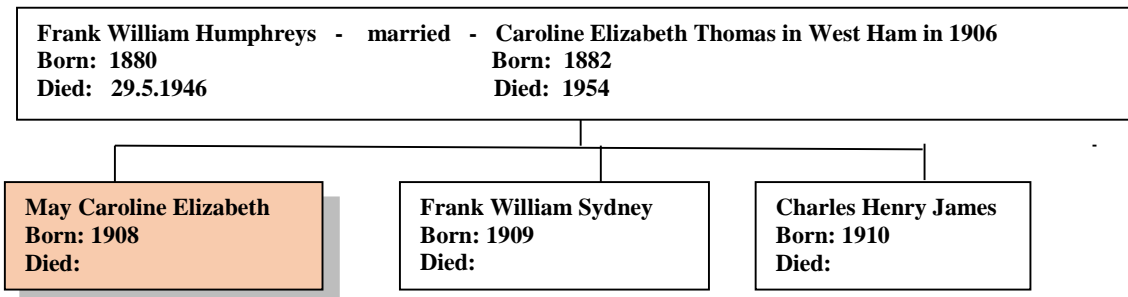 Frank William Humphreys - married - Caroline Elizabeth Thomas in West Ham in 1906
Born: 1880 Born: 1882
Died: 29.5.1946 Died: 1954
-
May Caroline Elizabeth
Born: 1908
Died:
Frank William Sydney
Born: 1909
Died:
Charles Henry James
Born: 1910
Died: